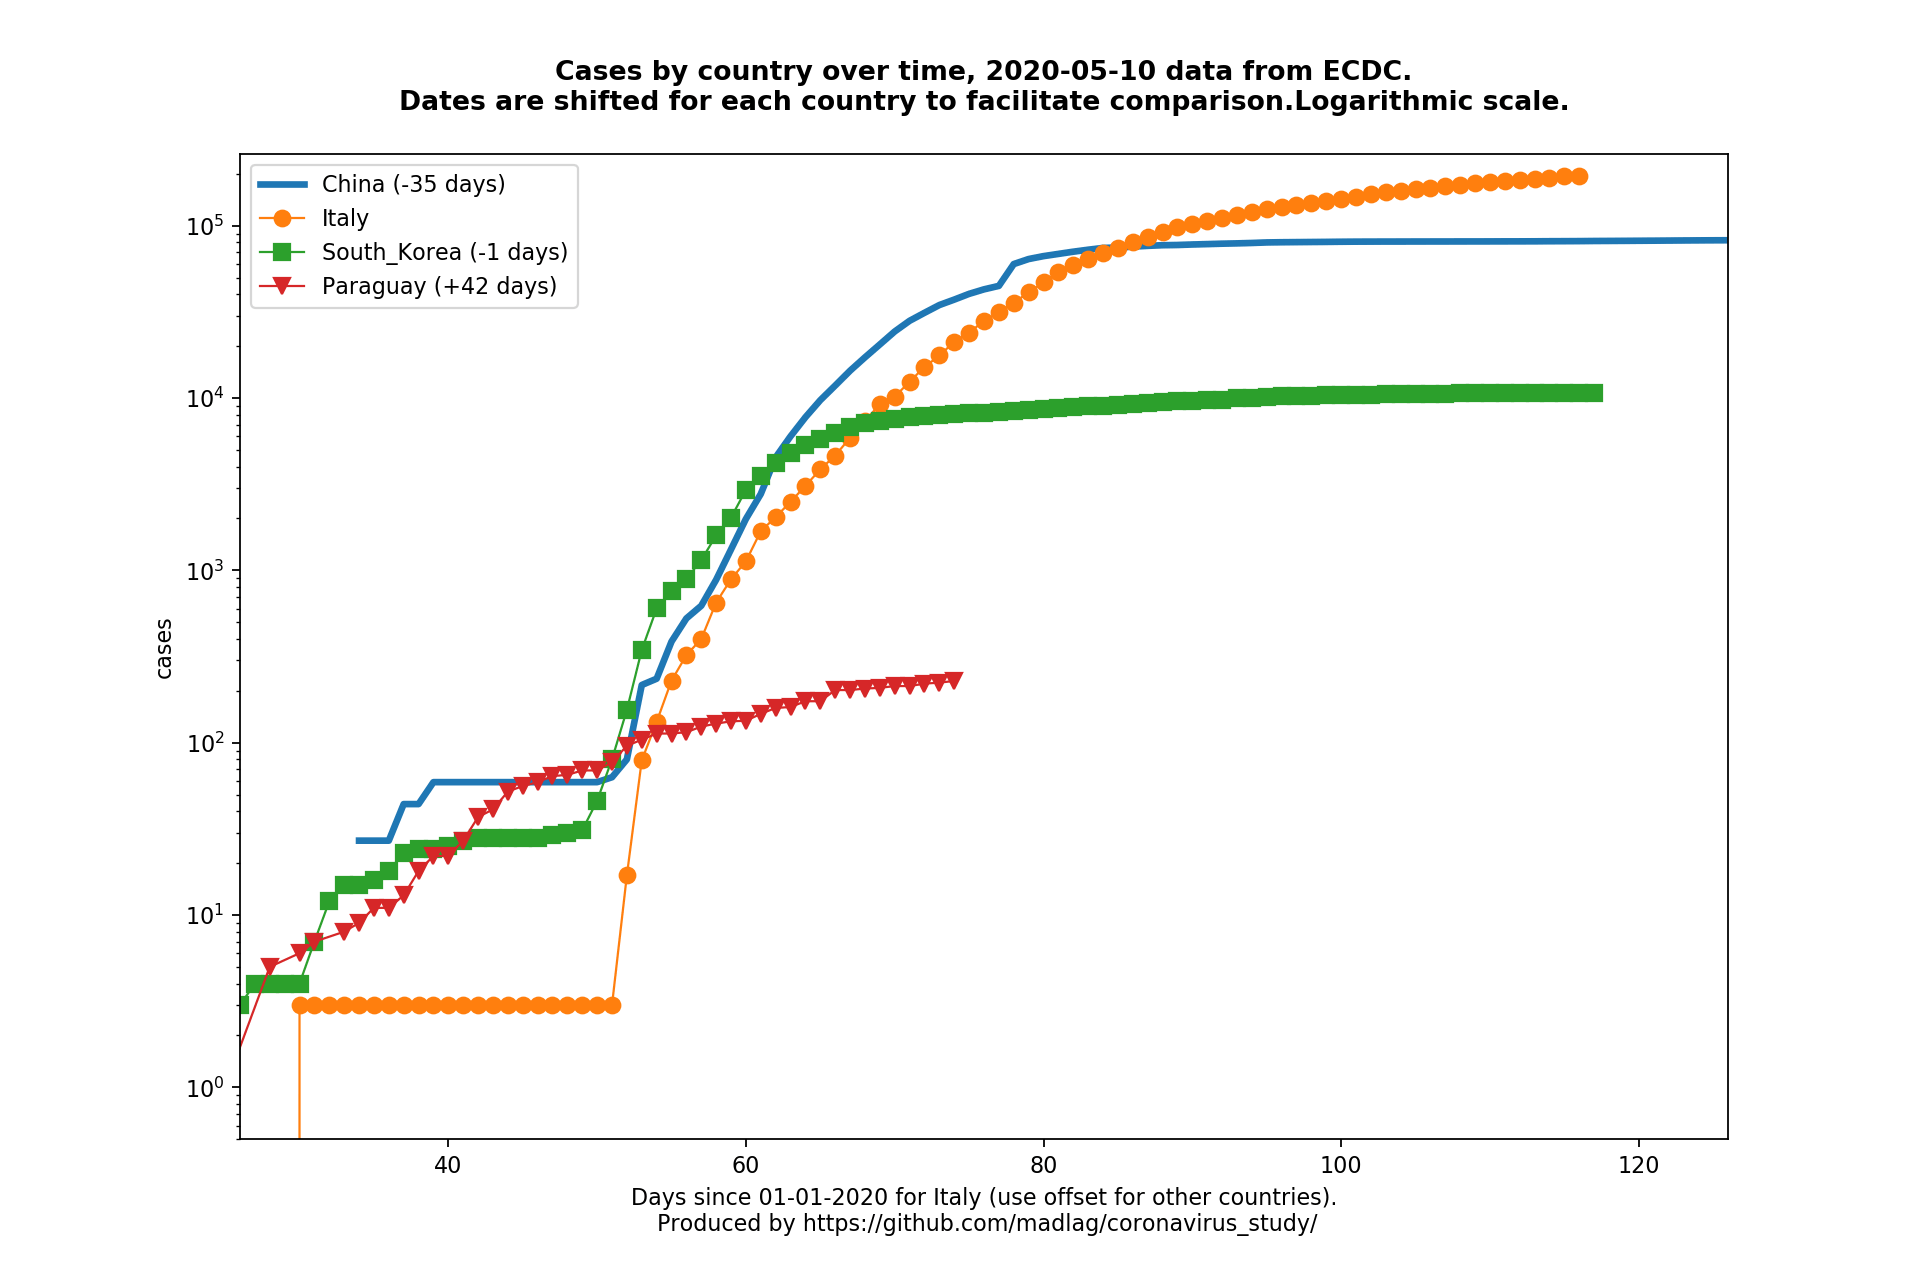 Cases by country over time, 2020-05-10 data from ECDC.
Dates are shifted for each country to facilitate comparison.Logarithmic scale.
China (-35 days)
Italy
South_Korea (-1 days)
Paraguay (+42 days)
10^5
10^4
10^3
10^2
10^1
10^0
cases
40 60 80 100 120
Days since 01-01-2020 for Italy (use offset for other countries).
Produced by https://github.com/madlag/coronavirus_study/